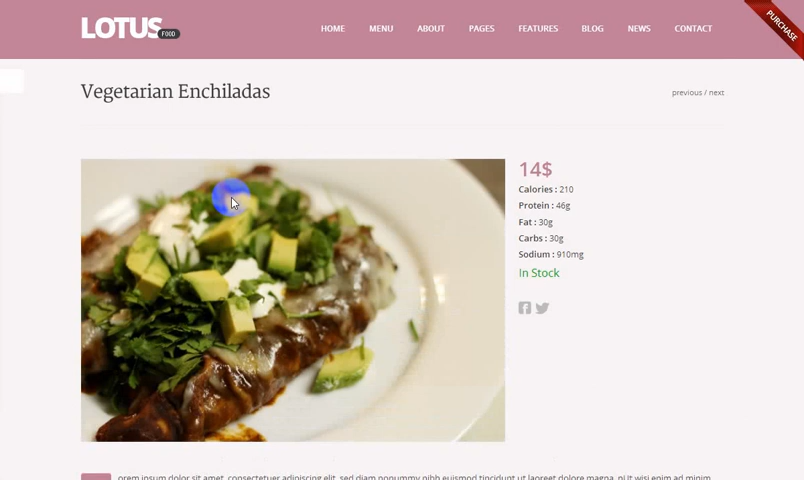 LOTUS FOOD
HOME MENU ABOUT PAGES FEATURES BLOG NEWS CONTACT
PURCHASE
Vegetarian Enchiladas
previous / next
14$
Calories : 210
Protein : 46g
Fat : 30g
Carbs : 30g
Sodium : 910mg
In Stock
orem ipsum dolor sit amet, consectetuer adipiscing elit, sed diam nonummy nibh euismod tincidunt ut laoreet dolore magna. ni It wisi enim ad minim